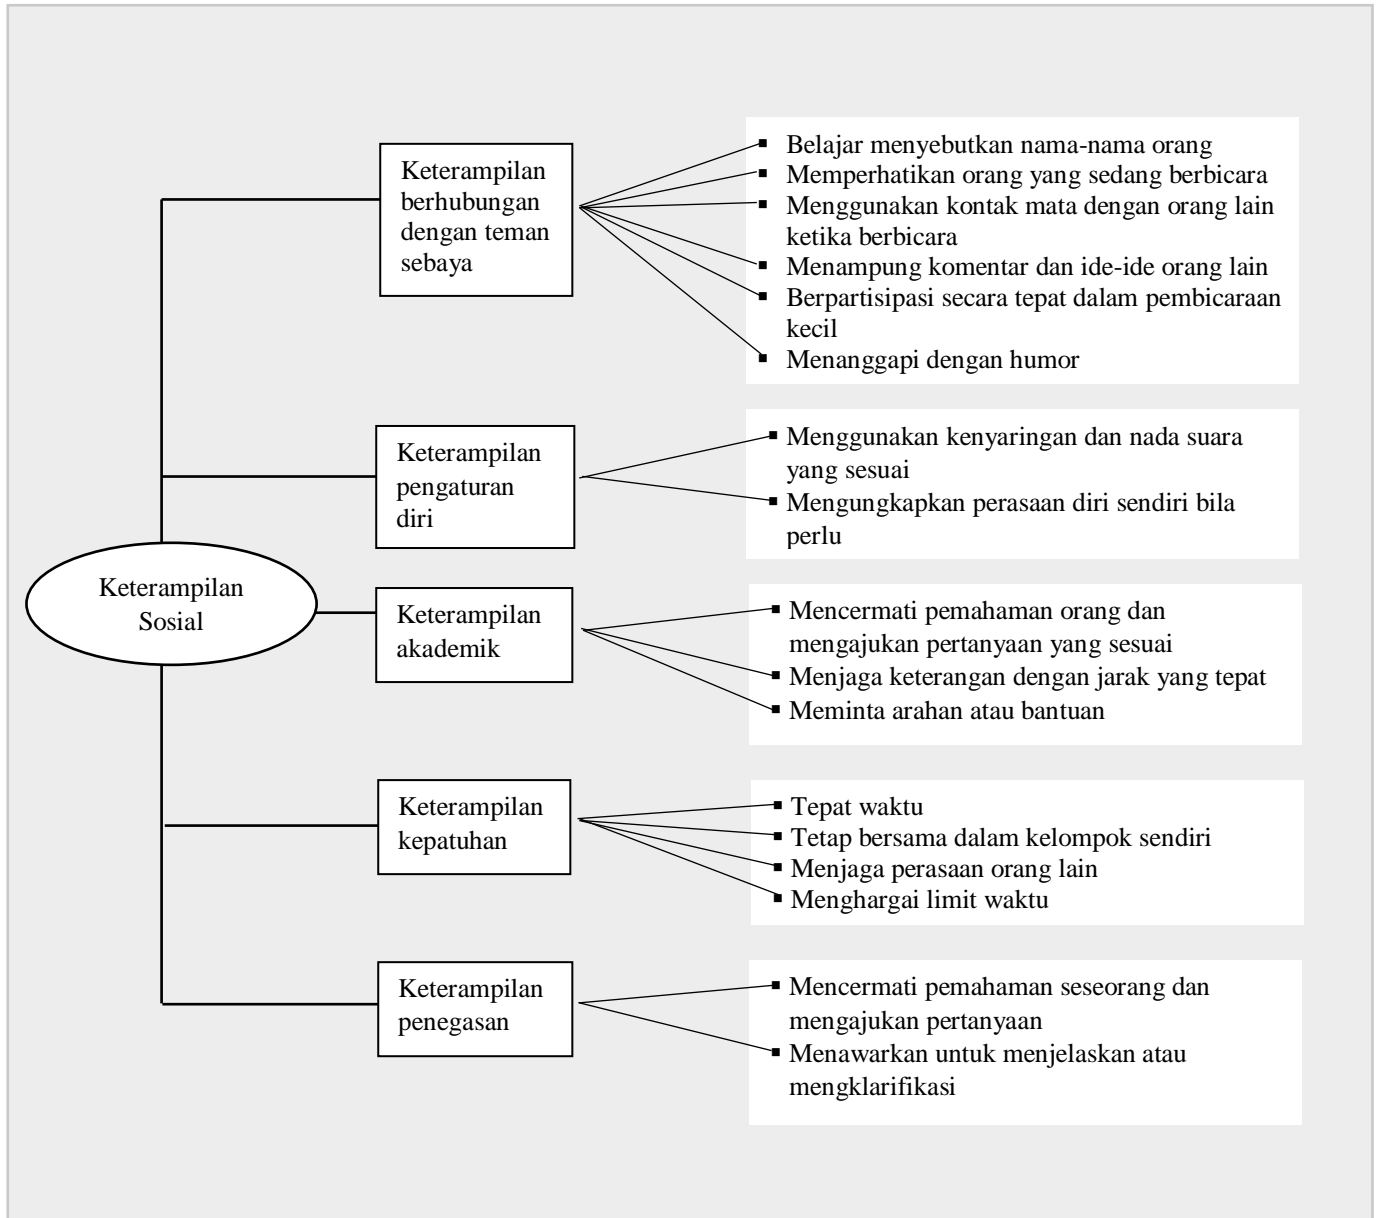 Keterampilan
Sosial
Keterampilan
berhubungan
dengan teman
sebaya
▪ Belajar menyebutkan nama-nama orang
▪ Memperhatikan orang yang sedang berbicara
▪ Menggunakan kontak mata dengan orang lain
ketika berbicara
▪ Menampung komentar dan ide-ide orang lain
▪ Berpartisipasi secara tepat dalam pembicaraan
kecil
▪ Menanggapi dengan humor
Keterampilan
pengaturan
diri
▪ Menggunakan kenyaringan dan nada suara
yang sesuai
▪ Mengungkapkan perasaan diri sendiri bila
perlu
Keterampilan
akademik
▪ Mencermati pemahaman orang dan
mengajukan pertanyaan yang sesuai
▪ Menjaga keterangan dengan jarak yang tepat
▪ Meminta arahan atau bantuan
Keterampilan
kepatuhan
▪ Tepat waktu
▪ Tetap bersama dalam kelompok sendiri
▪ Menjaga perasaan orang lain
▪ Menghargai limit waktu
Keterampilan
penegasan
▪ Mencermati pemahaman seseorang dan
mengajukan pertanyaan
▪ Menawarkan untuk menjelaskan atau
mengklarifikasi